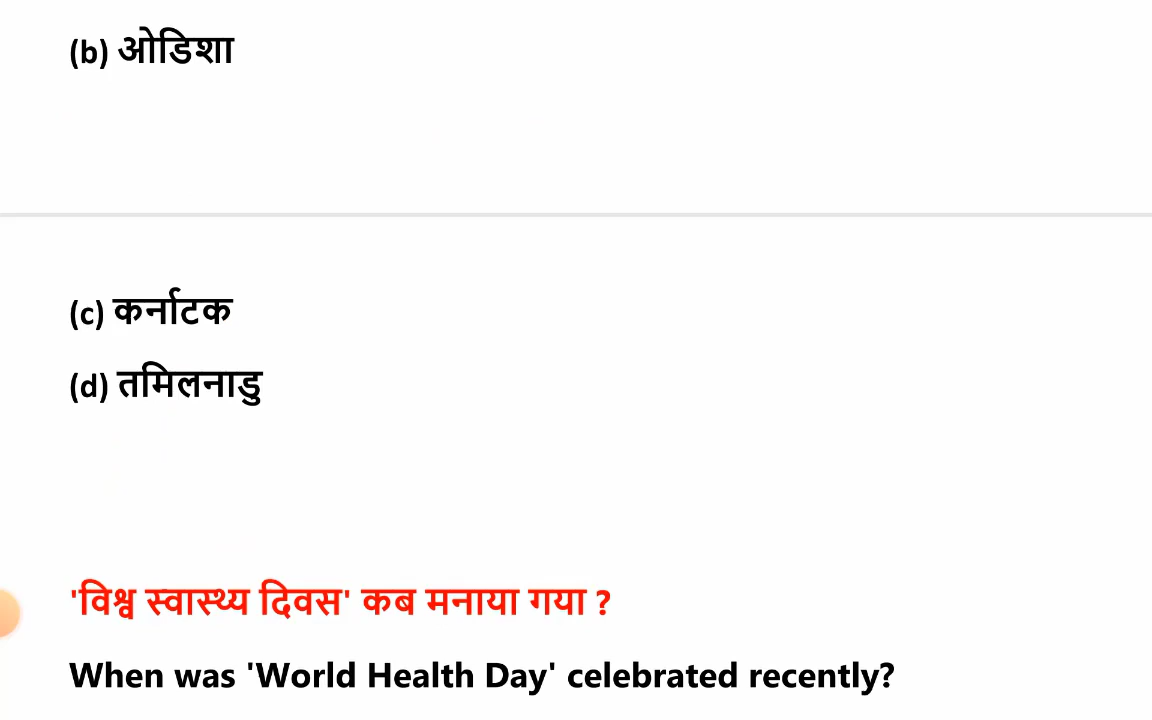 (b) ओडिशा
(c) कर्नाटक
(d) तमिलनाडु
'विश्व स्वास्थ्य दिवस' कब मनाया गया ?
When was 'World Health Day' celebrated recently?